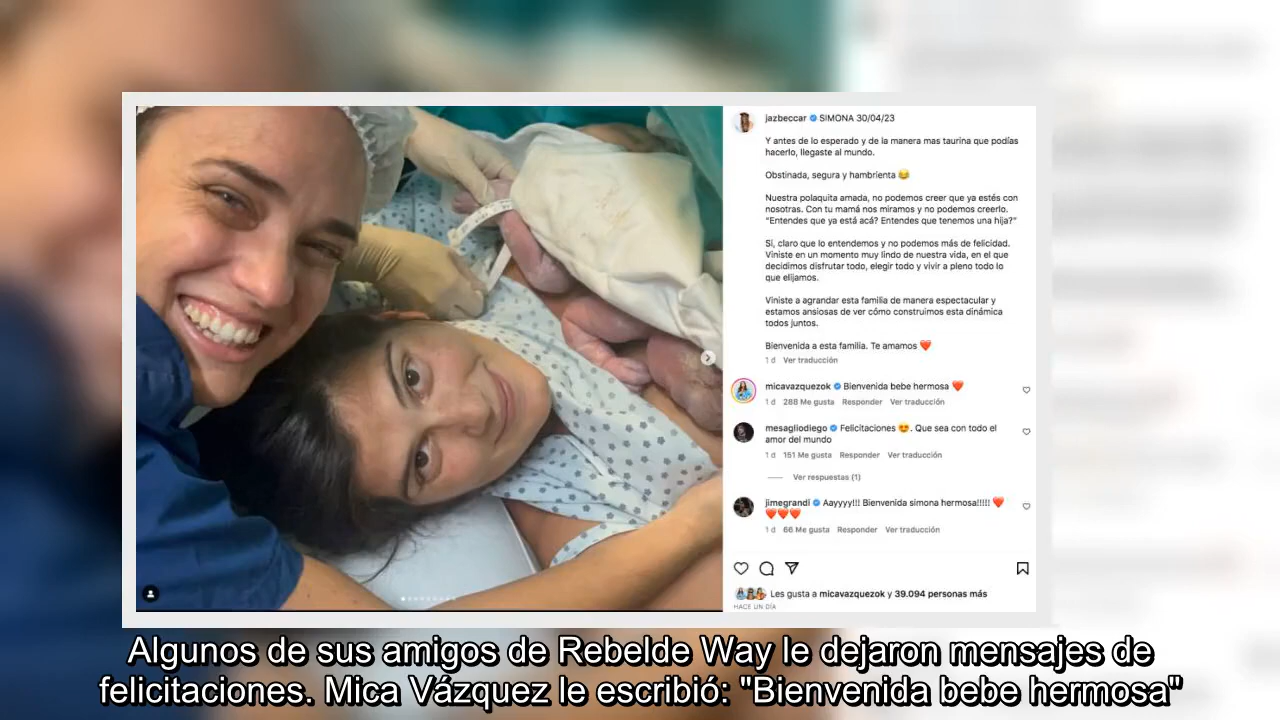 jazbeccar SIMONA 30/04/23
Y antes de lo esperado y de la manera mas taurina que podías
hacerlo, llegaste al mundo.
Obstinada, segura y hambrienta 😂
Nuestra polaquita amada, no podemos creer que ya estés con
nosotras. Con tu mamá nos miramos y no podemos creerlo.
"Entendes que ya está acá? Entendes que tenemos una hija?"
Si, claro que lo entendemos y no podemos más de felicidad.
Viniste en un momento muy lindo de nuestra vida, en el que
decidimos disfrutar todo, elegir todo y vivir a pleno todo lo
que elijamos.
Viniste a agrandar esta familia de manera espectacular y
estamos ansiosas de ver cómo construimos esta dinámica
todos juntos.
Bienvenida a esta familia. Te amamos ❤️
1 d Ver traducción
micavazquezok Bienvenida bebe hermosa ❤️
1 d 288 Me gusta Responder Ver traducción
mesagliodiego Felicitaciones 😍. Que sea con todo el
amor del mundo
1 d 151 Me gusta Responder Ver traducción
Ver respuestas (1)
jimegrandi Aayyyy!!! Bienvenida simona hermosa!!!!! ❤️
❤️❤️❤️
1 d 66 Me gusta Responder Ver traducción
Les gusta a micavazquezok y 39.094 personas más
HACE UN DÍA
Algunos de sus amigos de Rebelde Way le dejaron mensajes de
felicitaciones. Mica Vázquez le escribió: "Bienvenida bebe hermosa"